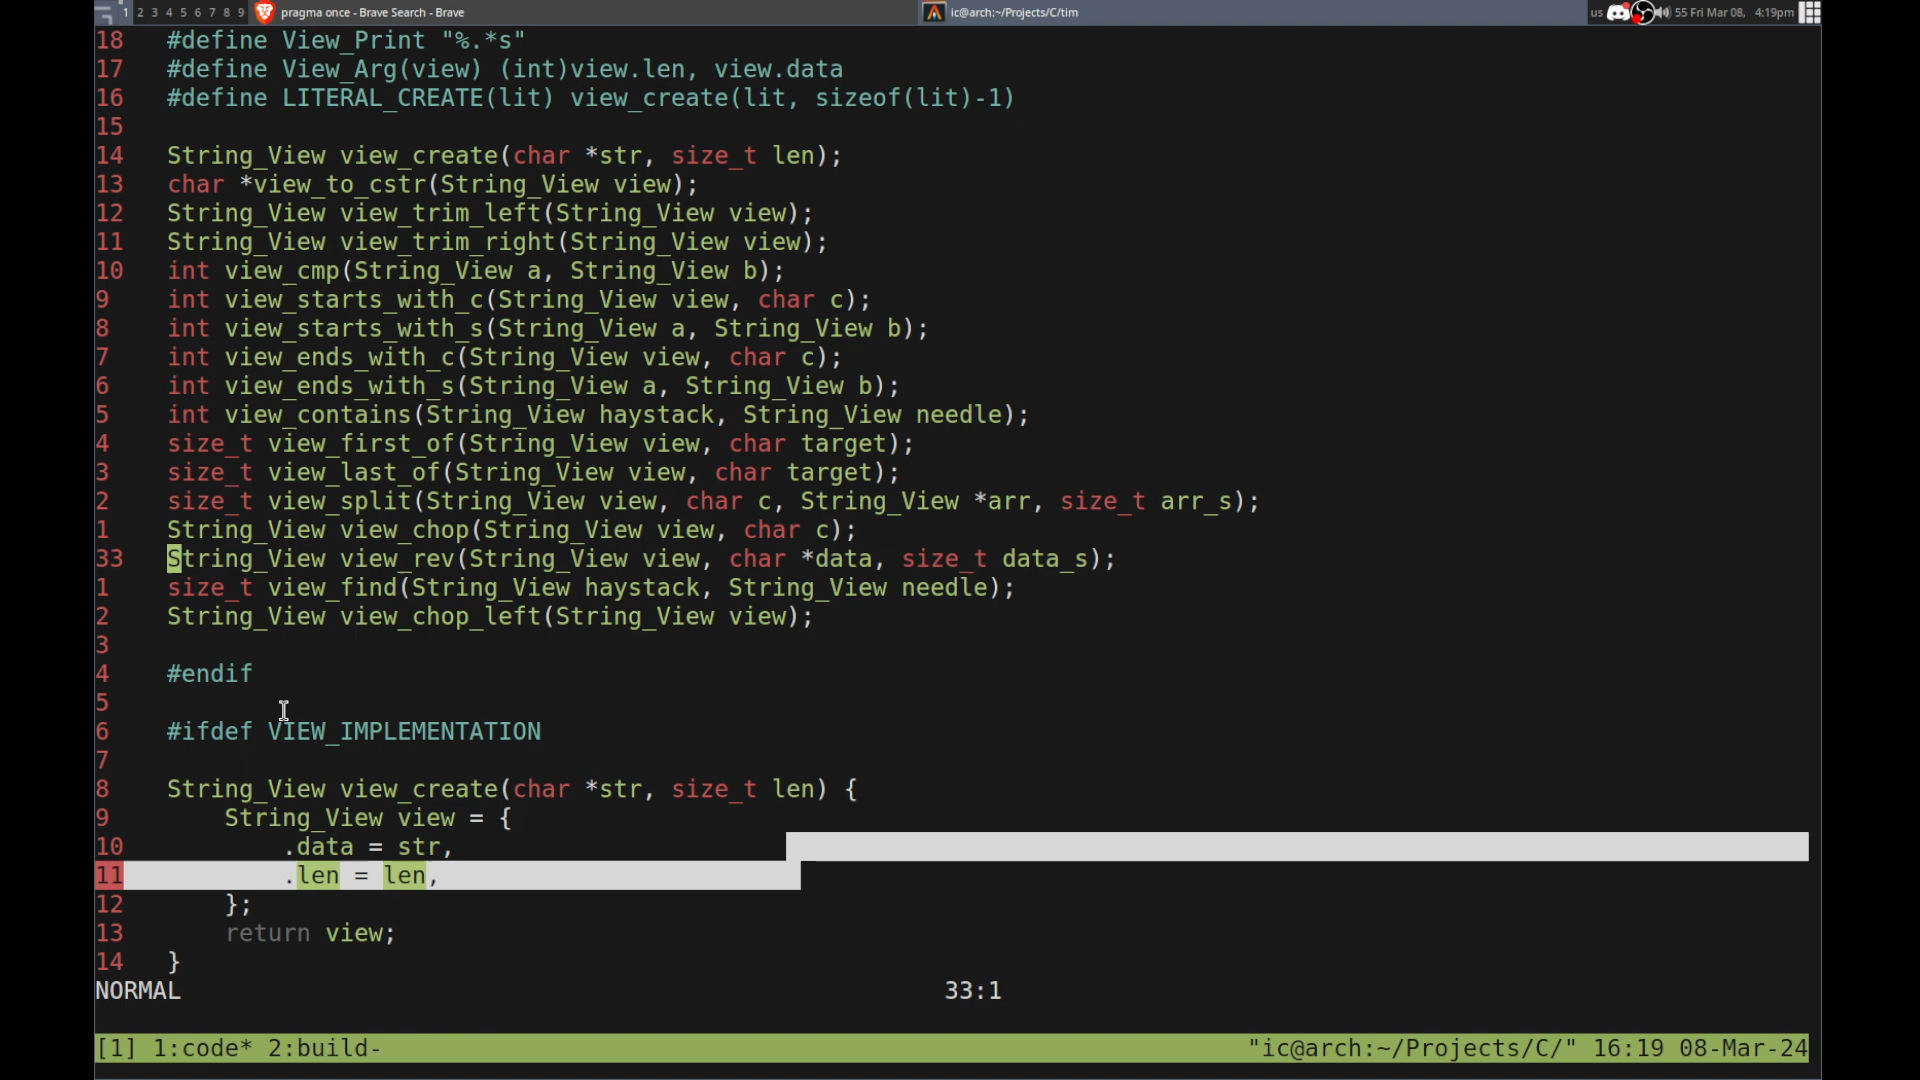 1 2 3 4 5 6 7 8 9 pragma once - Brave Search - Brave ic@arch:~/Projects/C/tim us 55 Fri Mar 08, 4:19pm
18 #define View_Print "%.*s"
17 #define View_Arg(view) (int)view.len, view.data
16 #define LITERAL_CREATE(lit) view_create(lit, sizeof(lit)-1)
15
14 String_View view_create(char *str, size_t len);
13 char *view_to_cstr(String_View view);
12 String_View view_trim_left(String_View view);
11 String_View view_trim_right(String_View view);
10 int view_cmp(String_View a, String_View b);
9 int view_starts_with_c(String_View view, char c);
8 int view_starts_with_s(String_View a, String_View b);
7 int view_ends_with_c(String_View view, char c);
6 int view_ends_with_s(String_View a, String_View b);
5 int view_contains(String_View haystack, String_View needle);
4 size_t view_first_of(String_View view, char target);
3 size_t view_last_of(String_View view, char target);
2 size_t view_split(String_View view, char c, String_View *arr, size_t arr_s);
1 String_View view_chop(String_View view, char c);
33 String_View view_rev(String_View view, char *data, size_t data_s);
1 size_t view_find(String_View haystack, String_View needle);
2 String_View view_chop_left(String_View view);
3
4 #endif
5
6 #ifdef VIEW_IMPLEMENTATION
7
8 String_View view_create(char *str, size_t len) {
9 String_View view = {
10 .data = str,
11 .len = len,
12 };
13 return view;
14 }
NORMAL 33:1
[1] 1:code* 2:build- "ic@arch:~/Projects/C/" 16:19 08-Mar-24